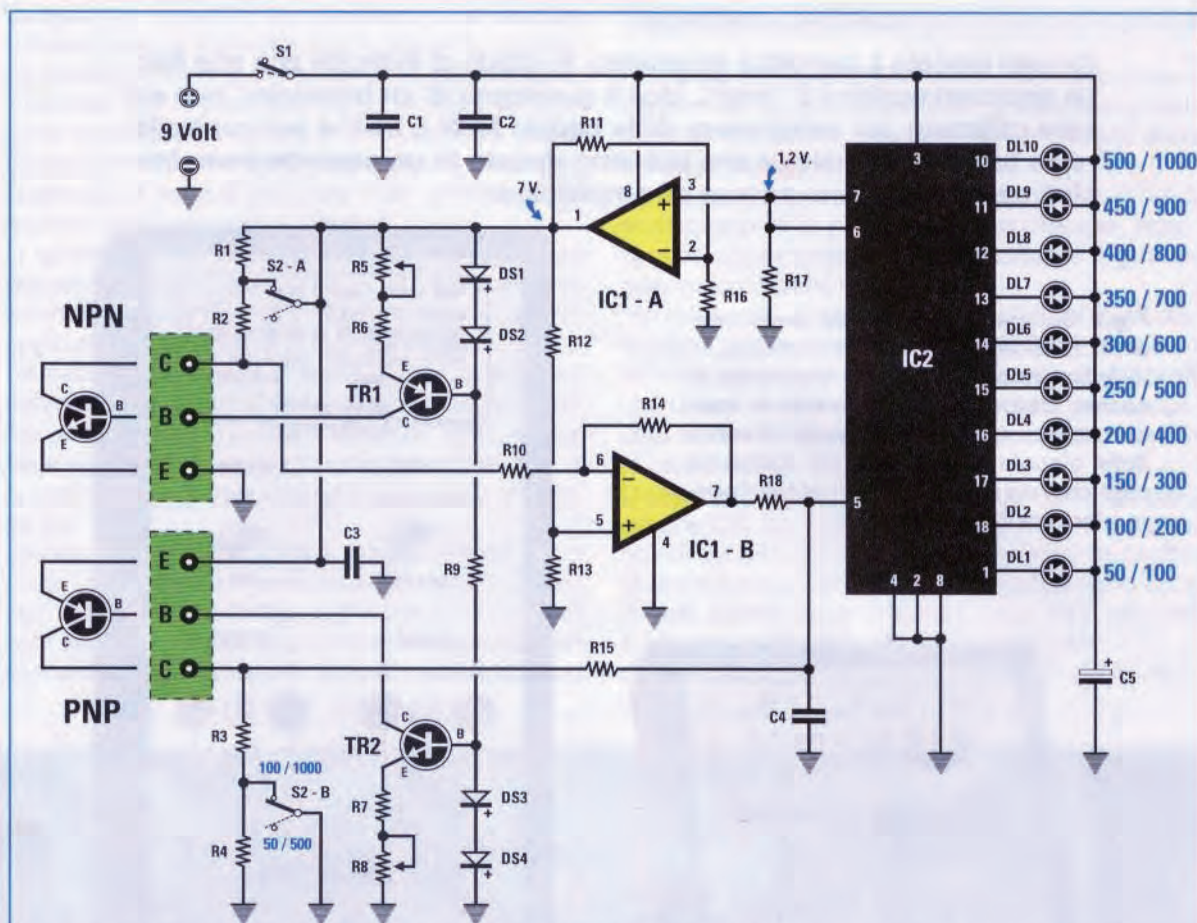 S1
9 Volt
C1
C2
R11
7 V.
1
8
3
2
+
−
IC1 - A
1,2 V.
R16
R17
7
6
3
5
4 2 8
IC2
10 DL10 500 / 1000
11 DL9 450 / 900
12 DL8 400 / 800
13 DL7 350 / 700
14 DL6 300 / 600
15 DL5 250 / 500
16 DL4 200 / 400
17 DL3 150 / 300
18 DL2 100 / 200
1 DL1 50 / 100
R1
S2 - A
R2
R5
R6
DS1
DS2
NPN
C
B
E
C
B
E
TR1
E
B
C
R12
R10
R14
6
5
−
+
7
4
R18
IC1 - B
R13
C3
R9
E
B
C
E
B
C
PNP
R15
C4
C5
+
R3
100 / 1000
S2 - B
50 / 500
R4
TR2
C
B
E
R7
R8
DS3
DS4